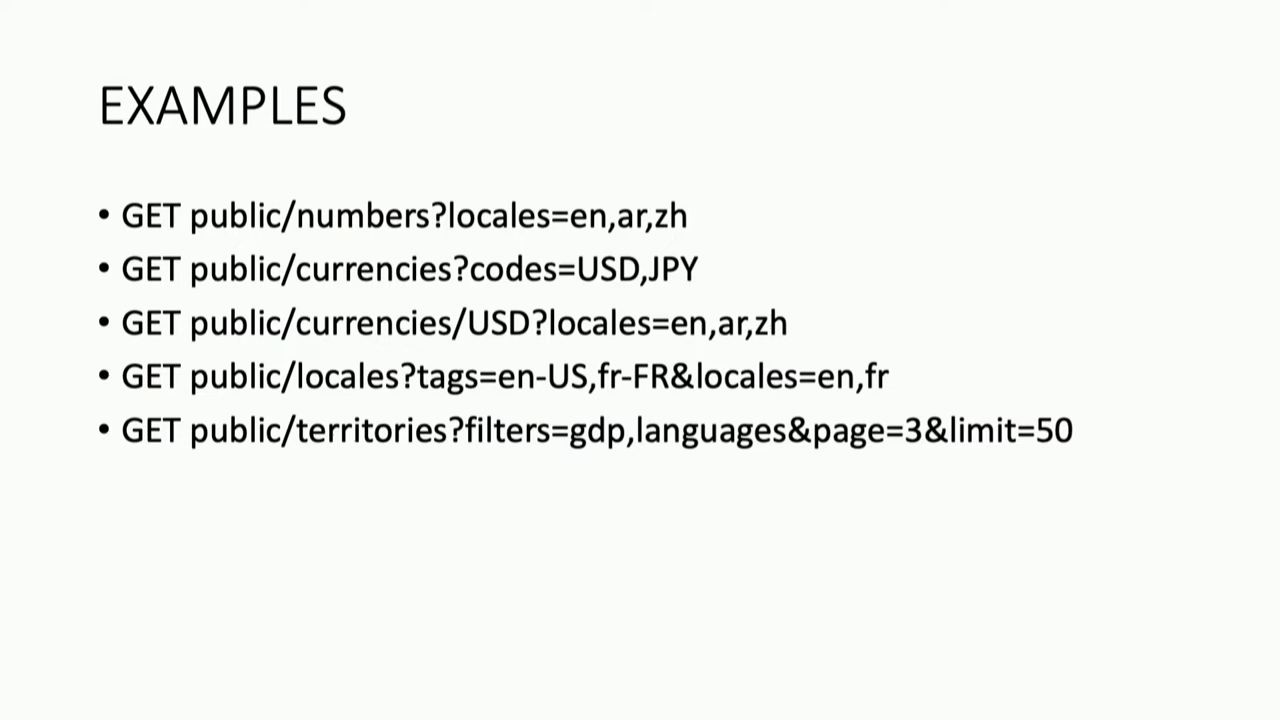 EXAMPLES
• GET public/numbers?locales=en,ar,zh
• GET public/currencies?codes=USD,JPY
• GET public/currencies/USD?locales=en,ar,zh
• GET public/locales?tags=en-US,fr-FR&locales=en,fr
• GET public/territories?filters=gdp,languages&page=3&limit=50